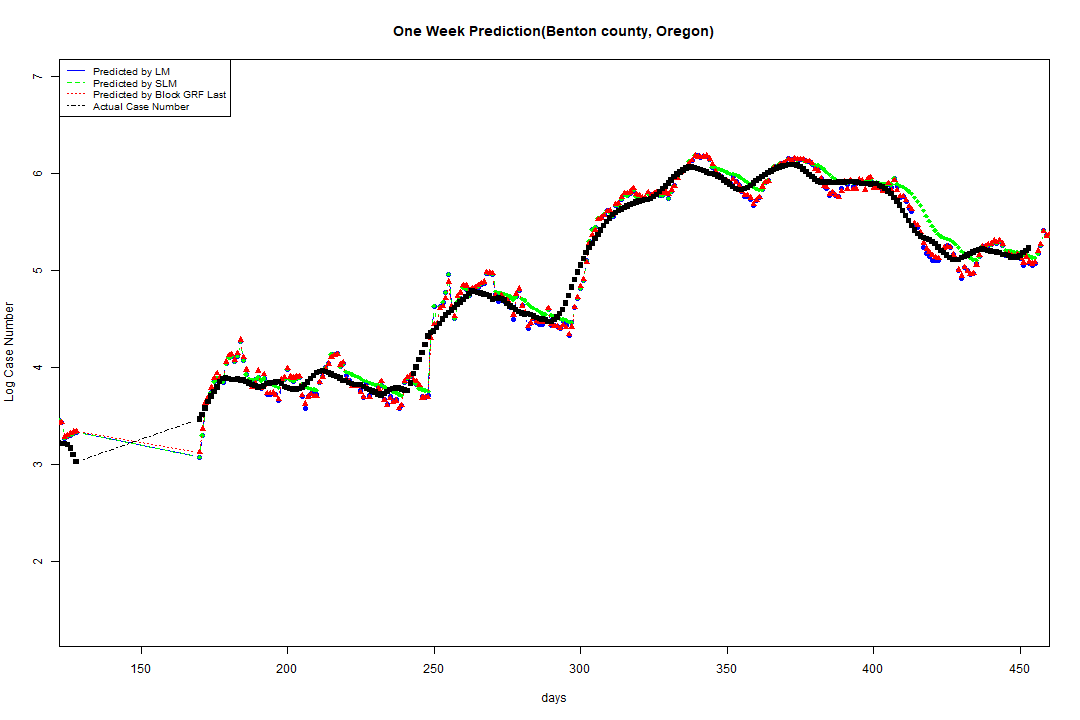 One Week Prediction(Benton county, Oregon)
Predicted by LM
Predicted by SLM
Predicted by Block GRF Last
Actual Case Number
Log Case Number
7
6
5
4
3
2
150 200 250 300 350 400 450
days